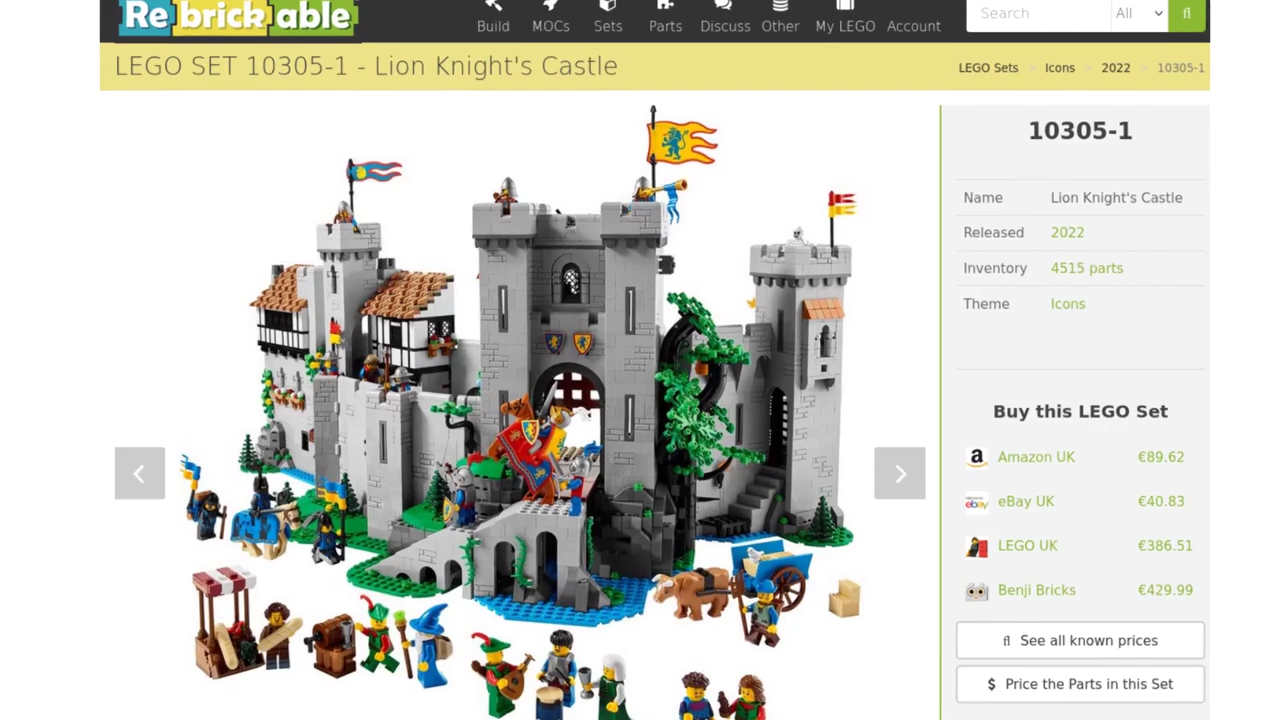 Rebrickable
Build MOCs Sets Parts Discuss Other My LEGO Account
Search All
LEGO SET 10305-1 - Lion Knight's Castle
LEGO Sets Icons 2022 10305-1
10305-1
Name Lion Knight's Castle
Released 2022
Inventory 4515 parts
Theme Icons
Buy this LEGO Set
Amazon UK €89.62
ebay eBay UK €40.83
LEGO UK €386.51
Benji Bricks €429.99
See all known prices
$ Price the Parts in this Set